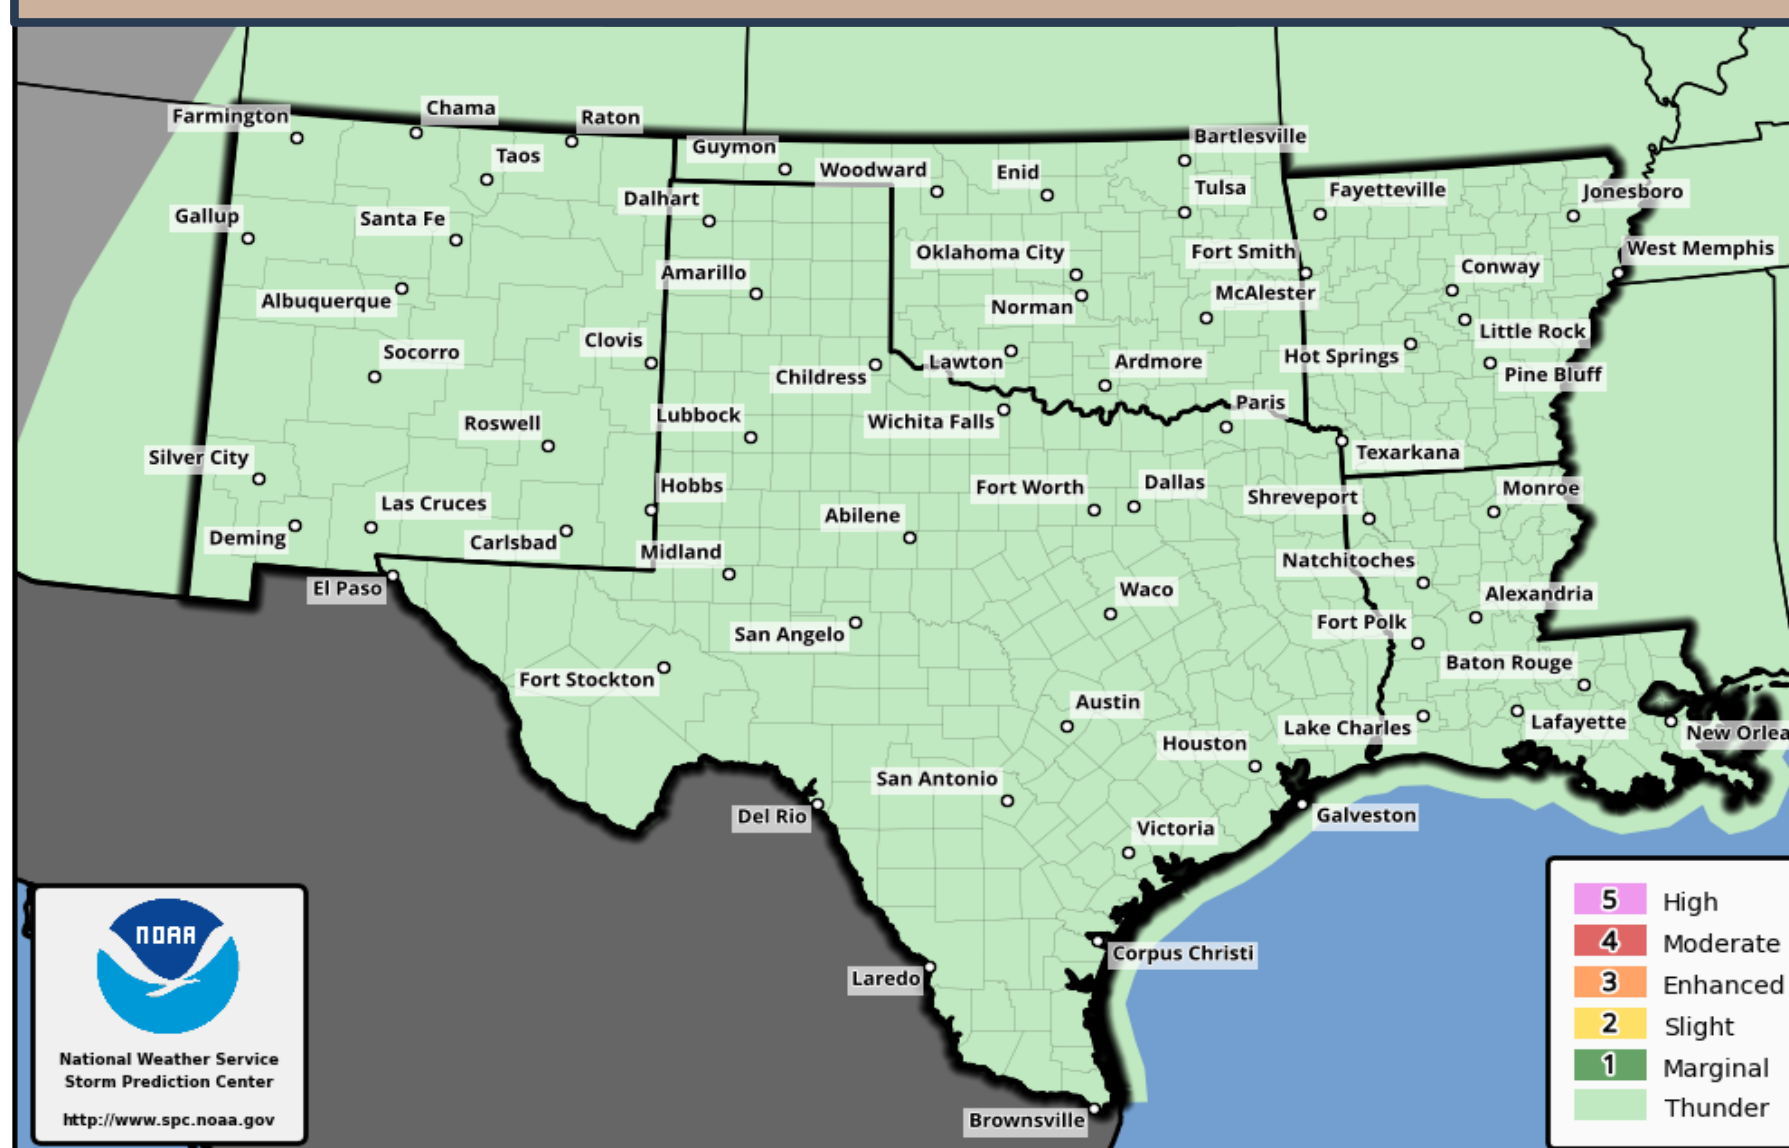 Farmington
Chama
Raton
Taos
Guymon
Woodward
Enid
Bartlesville
Tulsa
Fayetteville
Jonesboro
Dalhart
Gallup
Santa Fe
Oklahoma City
Fort Smith
West Memphis
Conway
Amarillo
Albuquerque
Norman
McAlester
Little Rock
Socorro
Clovis
Lawton
Ardmore
Hot Springs
Pine Bluff
Childress
Lubbock
Wichita Falls
Paris
Roswell
Texarkana
Silver City
Hobbs
Fort Worth
Dallas
Shreveport
Monroe
Las Cruces
Abilene
Deming
Carlsbad
Midland
Natchitoches
El Paso
Waco
Alexandria
San Angelo
Fort Polk
Fort Stockton
Baton Rouge
Austin
Lake Charles
Lafayette
New Orlea
Houston
San Antonio
Del Rio
Galveston
Victoria
Corpus Christi
Laredo
Brownsville
NOAA
National Weather Service
Storm Prediction Center
http://www.spc.noaa.gov
5 High
4 Moderate
3 Enhanced
2 Slight
1 Marginal
Thunder